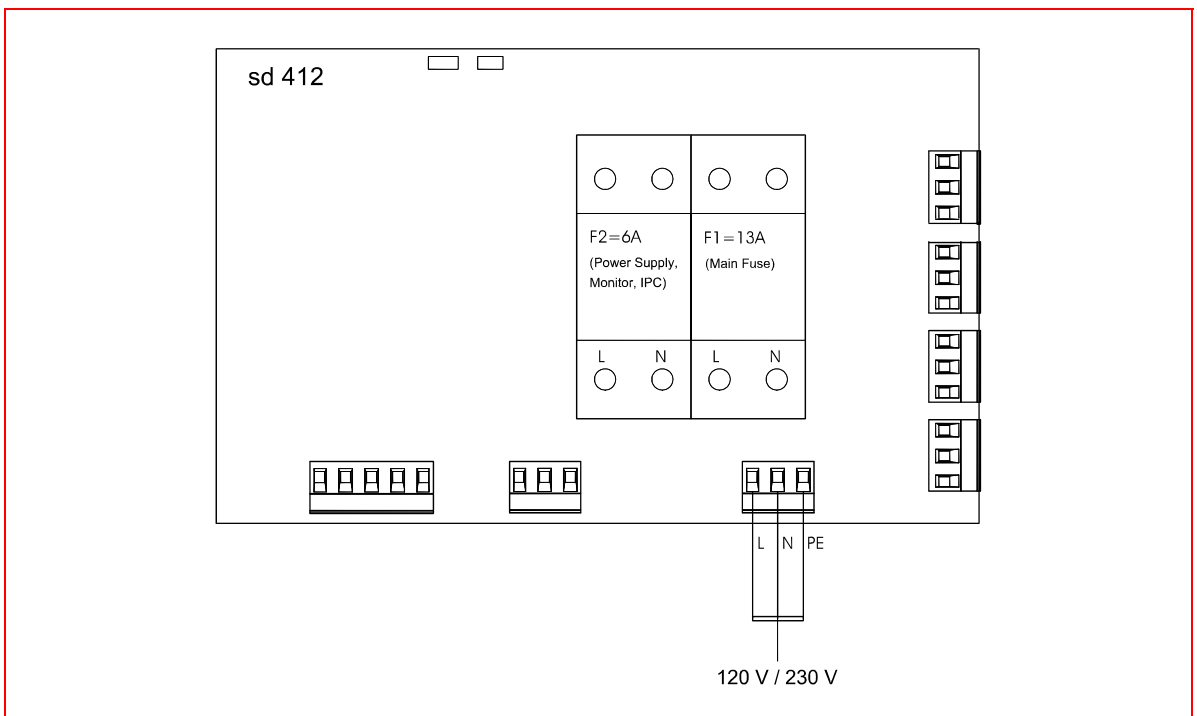 sd 412
F2=6A
(Power Supply,
Monitor, IPC)
F1=13A
(Main Fuse)
L N L N
L N PE
120 V / 230 V